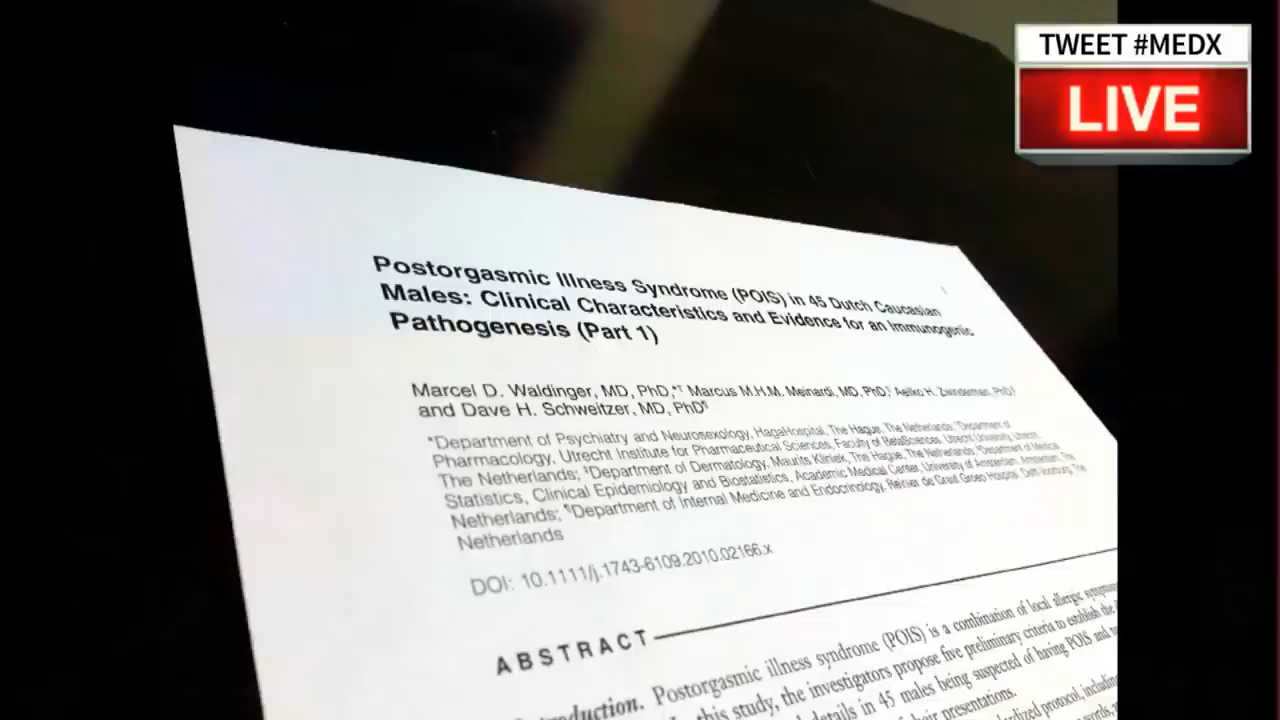 TWEET #MEDX
LIVE
Postorgasmic Illness Syndrome (POIS) in 45 Dutch Caucasian
Males: Clinical Characteristics and Evidence for an Immunogenic
Pathogenesis (Part 1)
Marcel D. Waldinger, MD, PhD,*† Marcus M.H.M. Meinardi, MD, PhD,‡ Aeilko H. Zwinderman, PhD,§
and Dave H. Schweitzer, MD, PhD¶
*Department of Psychiatry and Neurosexology, HagaHospital, The Hague, The Netherlands; †Department of
Pharmacology, Utrecht Institute for Pharmaceutical Sciences, Faculty of BetaSciences, Utrecht University, Utrecht,
The Netherlands; ‡Department of Dermatology, Maurits Kliniek, The Hague, The Netherlands; §Department of Medical
Statistics, Clinical Epidemiology and Biostatistics, Academic Medical Center, University of Amsterdam, Amsterdam, The
Netherlands; ¶Department of Internal Medicine and Endocrinology, Reinier de Graaf Groep Hospital, Delft-Voorburg, The
Netherlands
DOI: 10.1111/j.1743-6109.2010.02166.x
ABSTRACT
Postorgasmic illness syndrome (POIS) is a combination of local allergic
this study, the investigators propose five preliminary criteria to establish the
details in 45 males being suspected of having POIS and
their presentations.
protocol, including